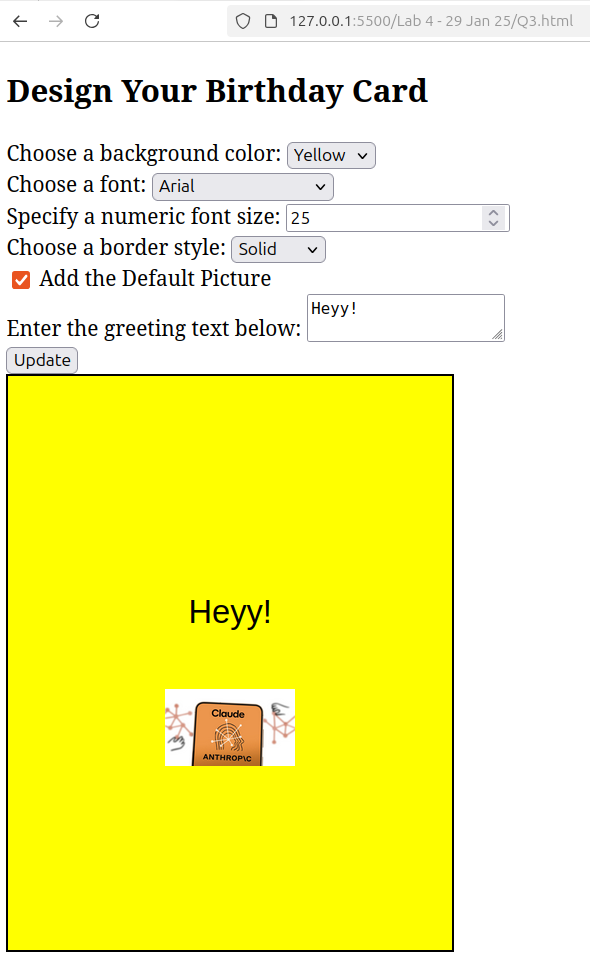 127.0.0.1:5500/Lab 4 - 29 Jan 25/Q3.html
Design Your Birthday Card
Choose a background color: Yellow
Choose a font: Arial
Specify a numeric font size: 25
Choose a border style: Solid
Add the Default Picture
Enter the greeting text below: Heyy!
Update
Heyy!
Claude
ANTHROP\C